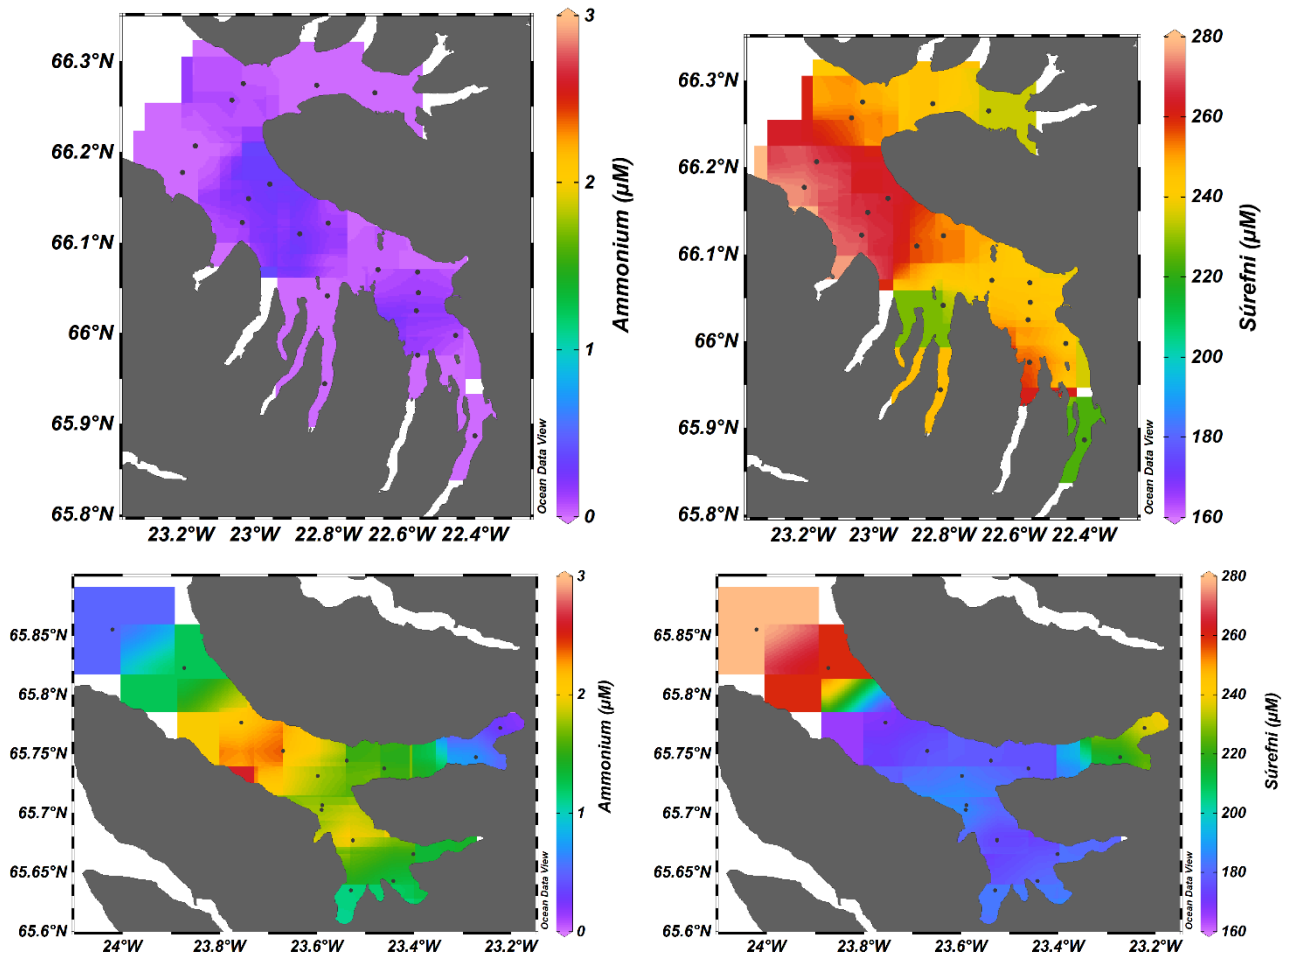 66.3°N
66.2°N
66.1°N
66°N
65.9°N
65.8°N
23.2°W 23°W 22.8°W 22.6°W 22.4°W
Ocean Data View
3
2
1
0
Ammonium (µM)
66.3°N
66.2°N
66.1°N
66°N
65.9°N
65.8°N
23.2°W 23°W 22.8°W 22.6°W 22.4°W
Ocean Data View
280
260
240
220
200
180
160
Súrefni (µM)
65.85°N
65.8°N
65.75°N
65.7°N
65.65°N
65.6°N
24°W 23.8°W 23.6°W 23.4°W 23.2°W
Ocean Data View
3
2
1
0
Ammonium (µM)
65.85°N
65.8°N
65.75°N
65.7°N
65.65°N
65.6°N
24°W 23.8°W 23.6°W 23.4°W 23.2°W
Ocean Data View
280
260
240
220
200
180
160
Súrefni (µM)